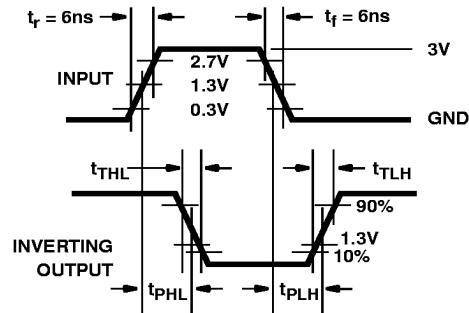 tr = 6ns
tf = 6ns
3V
2.7V
INPUT
1.3V
0.3V
GND
tTHL
tTLH
90%
1.3V
INVERTING
OUTPUT
10%
tPHL
tPLH